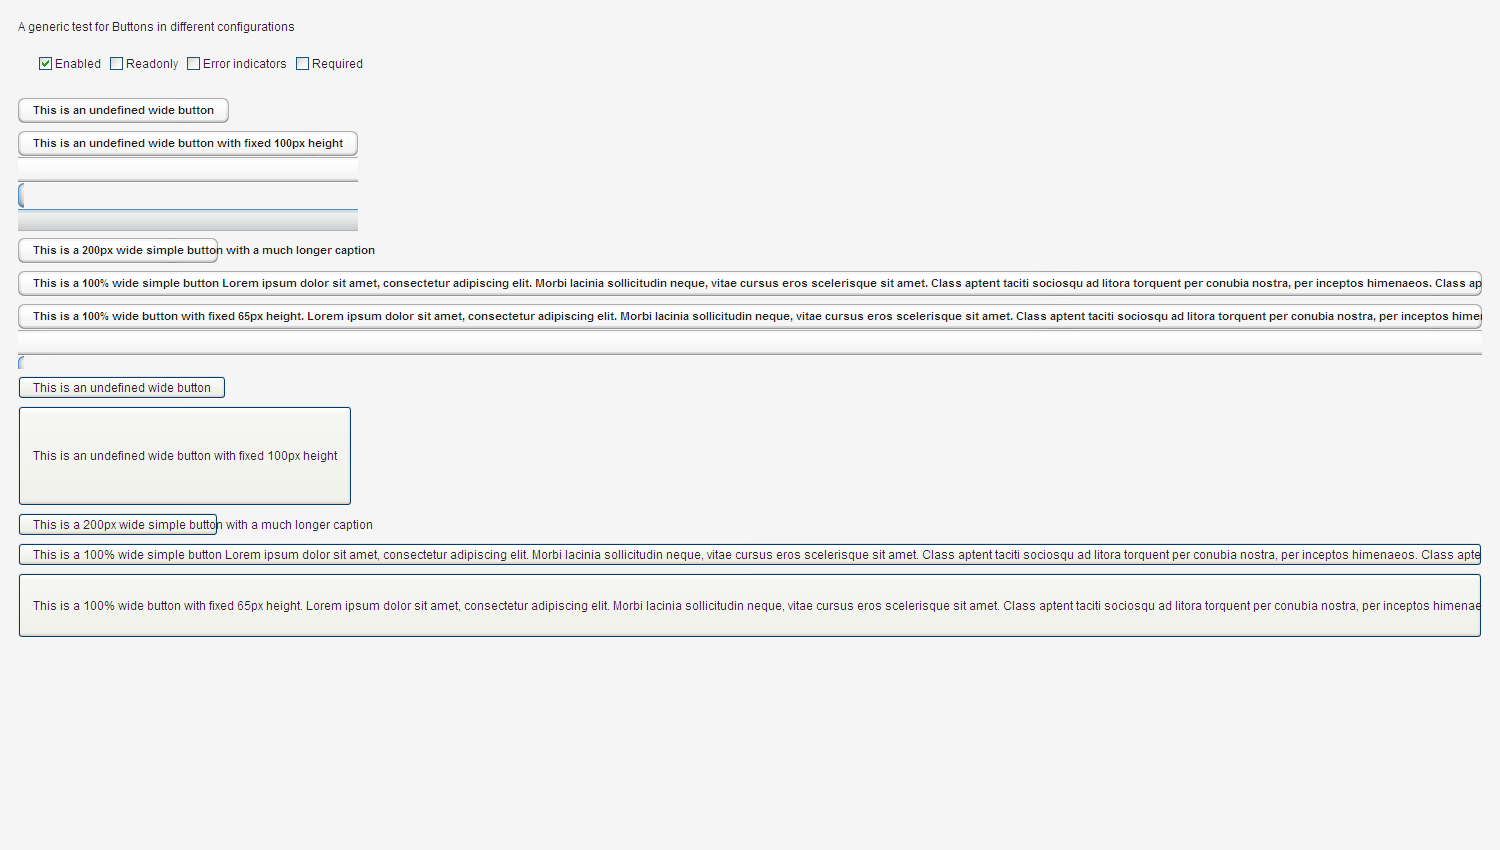 A generic test for Buttons in different configurations
Enabled Readonly Error indicators Required
This is an undefined wide button
This is an undefined wide button with fixed 100px height
This is a 200px wide simple button with a much longer caption
This is a 100% wide simple button Lorem ipsum dolor sit amet, consectetur adipiscing elit. Morbi lacinia sollicitudin neque, vitae cursus eros scelerisque sit amet. Class aptent taciti sociosqu ad litora torquent per conubia nostra, per inceptos himenaeos. Class ap
This is a 100% wide button with fixed 65px height. Lorem ipsum dolor sit amet, consectetur adipiscing elit. Morbi lacinia sollicitudin neque, vitae cursus eros scelerisque sit amet. Class aptent taciti sociosqu ad litora torquent per conubia nostra, per inceptos hime
This is an undefined wide button
This is an undefined wide button with fixed 100px height
This is a 200px wide simple button with a much longer caption
This is a 100% wide simple button Lorem ipsum dolor sit amet, consectetur adipiscing elit. Morbi lacinia sollicitudin neque, vitae cursus eros scelerisque sit amet. Class aptent taciti sociosqu ad litora torquent per conubia nostra, per inceptos himenaeos. Class apte
This is a 100% wide button with fixed 65px height. Lorem ipsum dolor sit amet, consectetur adipiscing elit. Morbi lacinia sollicitudin neque, vitae cursus eros scelerisque sit amet. Class aptent taciti sociosqu ad litora torquent per conubia nostra, per inceptos himenae